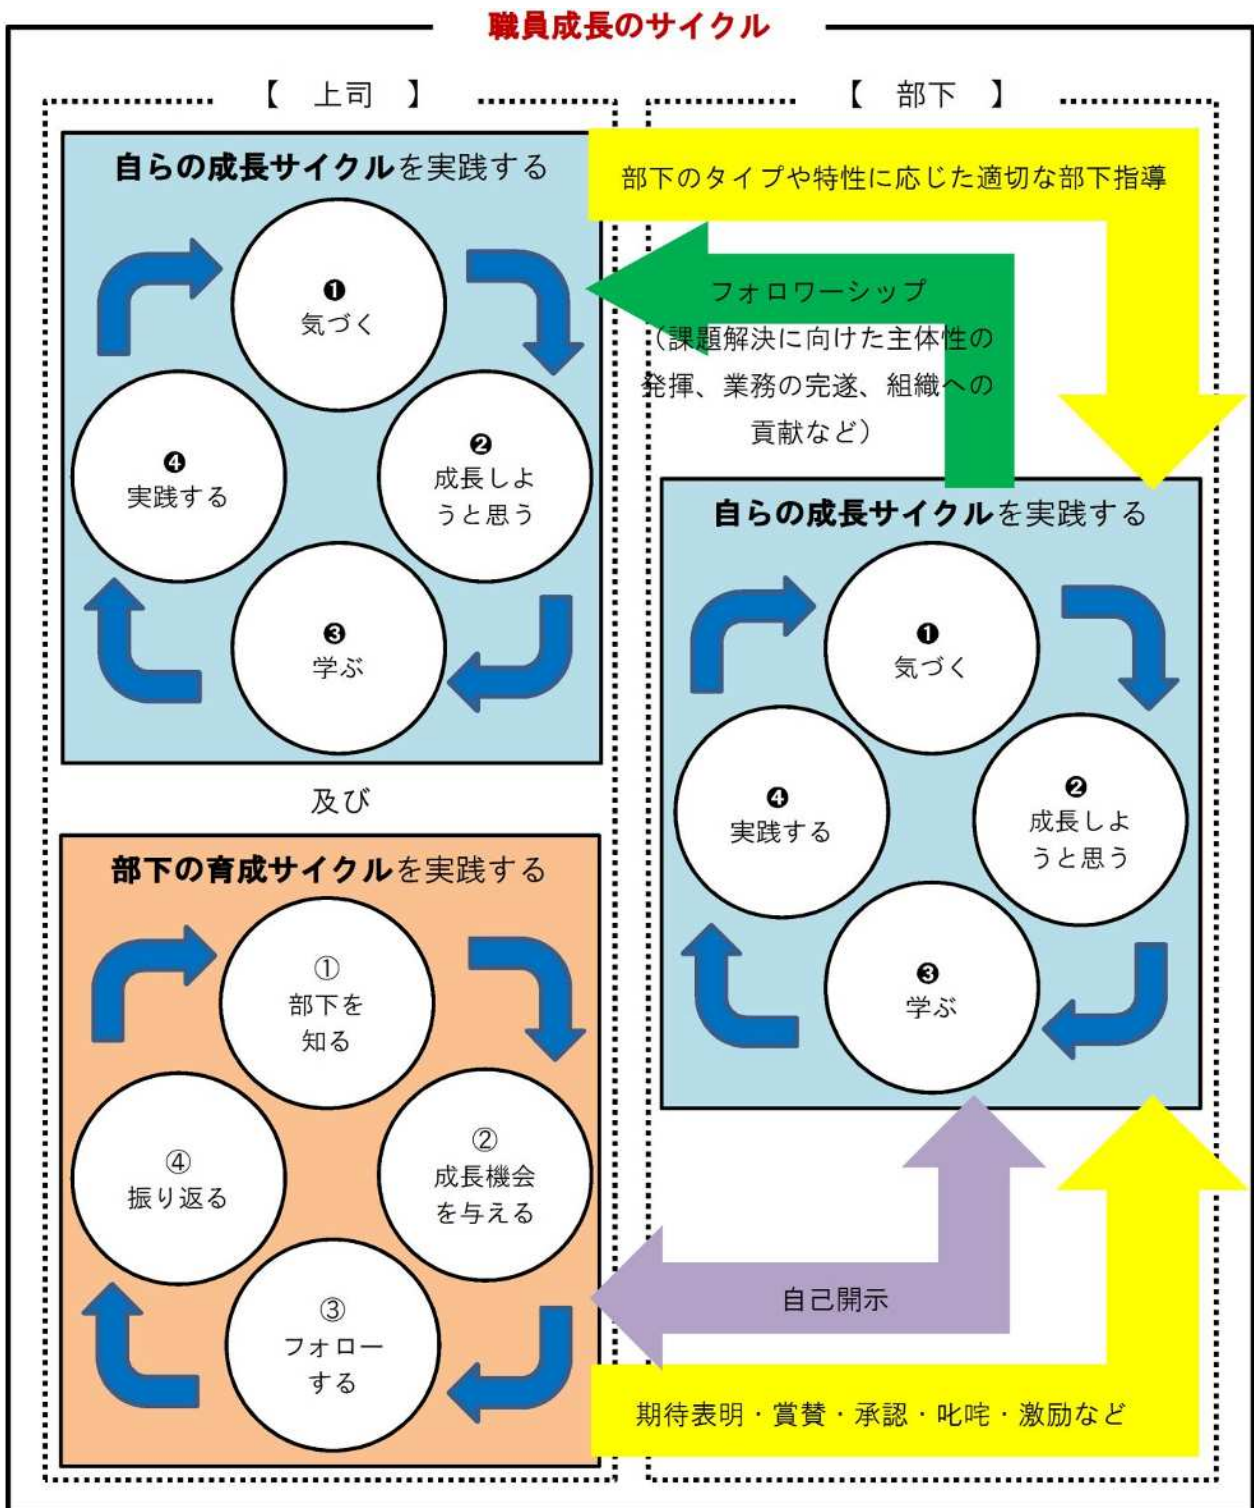 職員成長のサイクル
【 上司 】
自らの成長サイクルを実践する
❶
気づく
❷
成長しよ
うと思う
❸
学ぶ
❹
実践する
及び
部下の育成サイクルを実践する
①
部下を
知る
②
成長機会
を与える
③
フォロー
する
④
振り返る
【 部下 】
部下のタイプや特性に応じた適切な部下指導
フォロワーシップ
（課題解決に向けた主体性の
発揮、業務の完遂、組織への
貢献など）
自らの成長サイクルを実践する
❶
気づく
❷
成長しよ
うと思う
❸
学ぶ
❹
実践する
自己開示
期待表明・賞賛・承認・叱咤・激励など